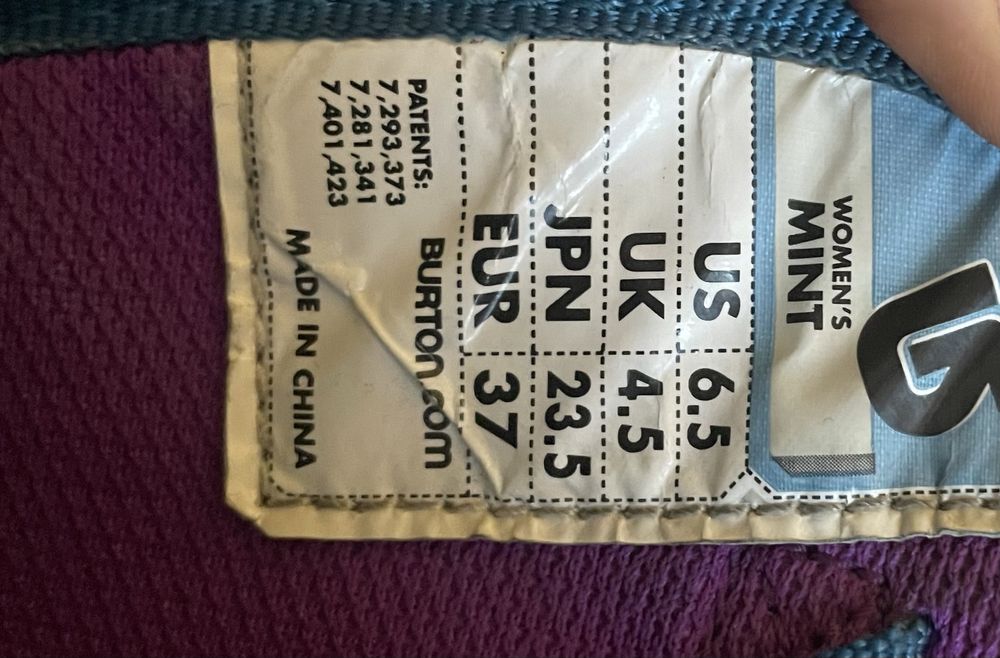 WOMEN'S
MINT
US 6.5
UK 4.5
JPN 23.5
EUR 37
BURTON.COM
PATENTS:
7,293,373
7,281,341
7,401,423
MADE IN CHINA